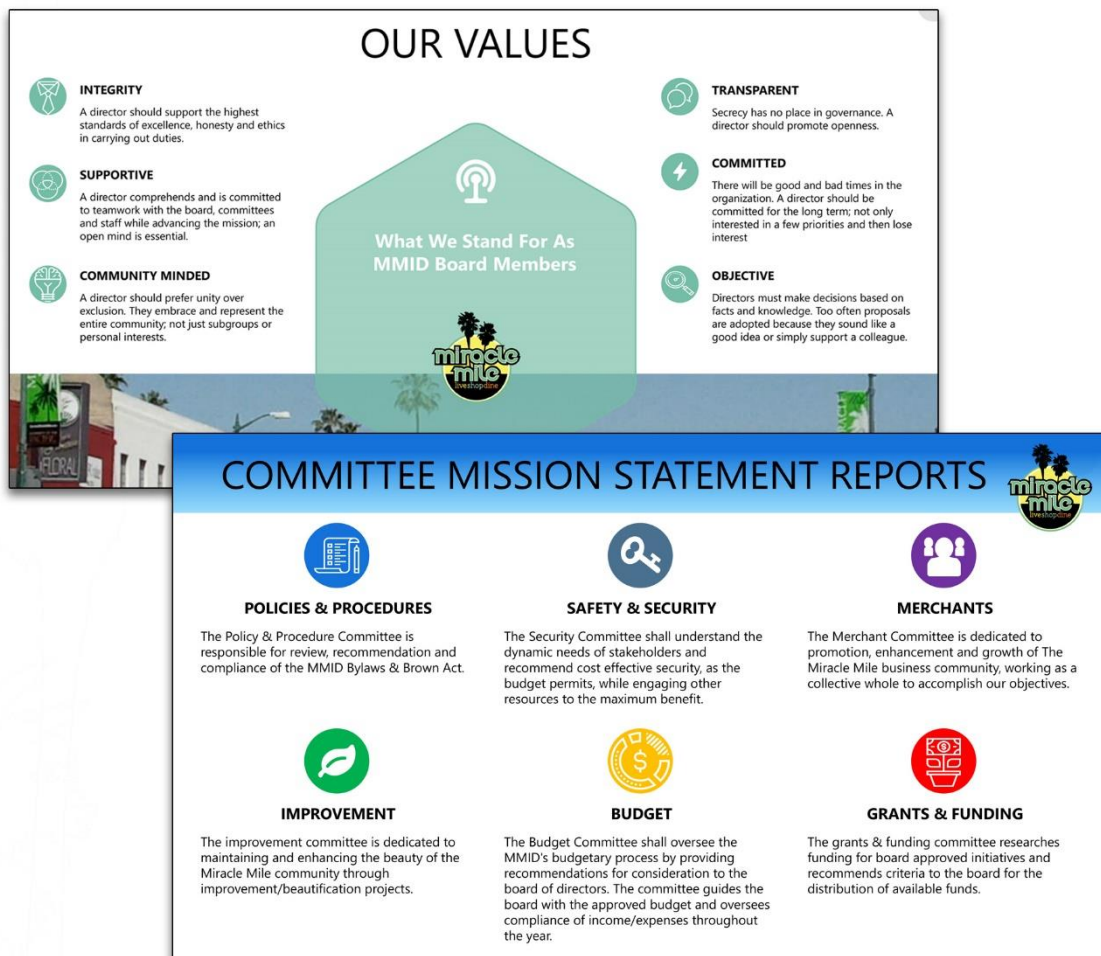 OUR VALUES
INTEGRITY
A director should support the highest
standards of excellence, honesty and ethics
in carrying out duties.
SUPPORTIVE
A director comprehends and is committed
to teamwork with the board, committees
and staff while advancing the mission; an
open mind is essential.
COMMUNITY MINDED
A director should prefer unity over
exclusion. They embrace and represent the
entire community; not just subgroups or
personal interests.
What We Stand For As
MMID Board Members
miracle
mile
liveshopdine
TRANSPARENT
Secrecy has no place in governance. A
director should promote openness.
COMMITTED
There will be good and bad times in the
organization. A director should be
committed for the long term; not only
interested in a few priorities and then lose
interest
OBJECTIVE
Directors must make decisions based on
facts and knowledge. Too often proposals
are adopted because they sound like a
good idea or simply support a colleague.
FLORAL
COMMITTEE MISSION STATEMENT REPORTS
miracle
mile
liveshopdine
POLICIES & PROCEDURES
The Policy & Procedure Committee is
responsible for review, recommendation and
compliance of the MMID Bylaws & Brown Act.
SAFETY & SECURITY
The Security Committee shall understand the
dynamic needs of stakeholders and
recommend cost effective security, as the
budget permits, while engaging other
resources to the maximum benefit.
MERCHANTS
The Merchant Committee is dedicated to
promotion, enhancement and growth of The
Miracle Mile business community, working as a
collective whole to accomplish our objectives.
IMPROVEMENT
The improvement committee is dedicated to
maintaining and enhancing the beauty of the
Miracle Mile community through
improvement/beautification projects.
BUDGET
The Budget Committee shall oversee the
MMID's budgetary process by providing
recommendations for consideration to the
board of directors. The committee guides the
board with the approved budget and oversees
compliance of income/expenses throughout
the year.
GRANTS & FUNDING
The grants & funding committee researches
funding for board approved initiatives and
recommends criteria to the board for the
distribution of available funds.